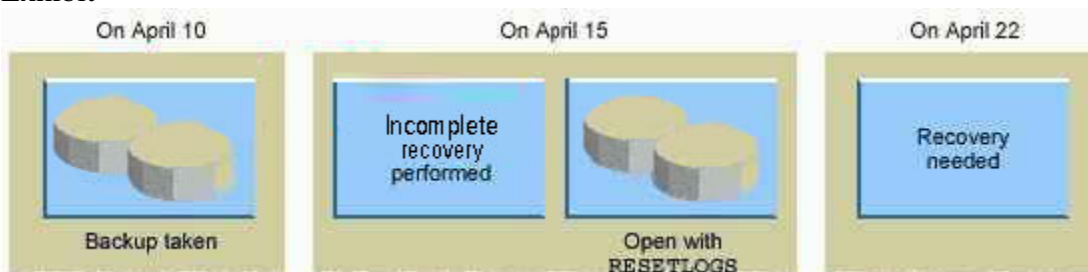 On April 10
On April 15
On April 22
Incomplete
recovery
performed
Recovery
needed
Backup taken
Open with
RESETLOGS